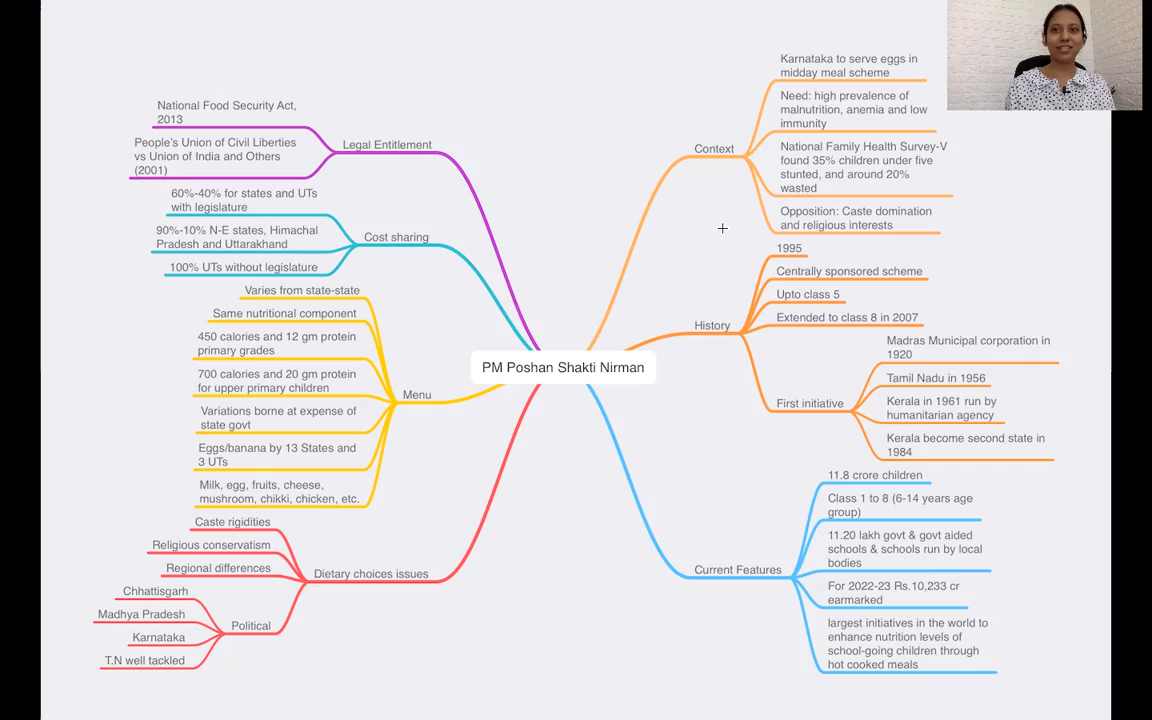 National Food Security Act,
2013
People's Union of Civil Liberties
vs Union of India and Others
(2001)
Legal Entitlement
60%-40% for states and UTs
with legislature
90%-10% N-E states, Himachal
Pradesh and Uttarakhand
100% UTs without legislature
Cost sharing
Varies from state-state
Same nutritional component
450 calories and 12 gm protein
primary grades
700 calories and 20 gm protein
for upper primary children
Variations borne at expense of
state govt
Eggs/banana by 13 States and
3 UTs
Milk, egg, fruits, cheese,
mushroom, chikki, chicken, etc.
Menu
Caste rigidities
Religious conservatism
Regional differences
Dietary choices issues
Chhattisgarh
Madhya Pradesh
Karnataka
T.N well tackled
Political
PM Poshan Shakti Nirman
Context
Karnataka to serve eggs in
midday meal scheme
Need: high prevalence of
malnutrition, anemia and low
immunity
National Family Health Survey-V
found 35% children under five
stunted, and around 20%
wasted
Opposition: Caste domination
and religious interests
History
1995
Centrally sponsored scheme
Upto class 5
Extended to class 8 in 2007
First initiative
Madras Municipal corporation in
1920
Tamil Nadu in 1956
Kerala in 1961 run by
humanitarian agency
Kerala become second state in
1984
Current Features
11.8 crore children
Class 1 to 8 (6-14 years age
group)
11.20 lakh govt & govt aided
schools & schools run by local
bodies
For 2022-23 Rs.10,233 cr
earmarked
largest initiatives in the world to
enhance nutrition levels of
school-going children through
hot cooked meals